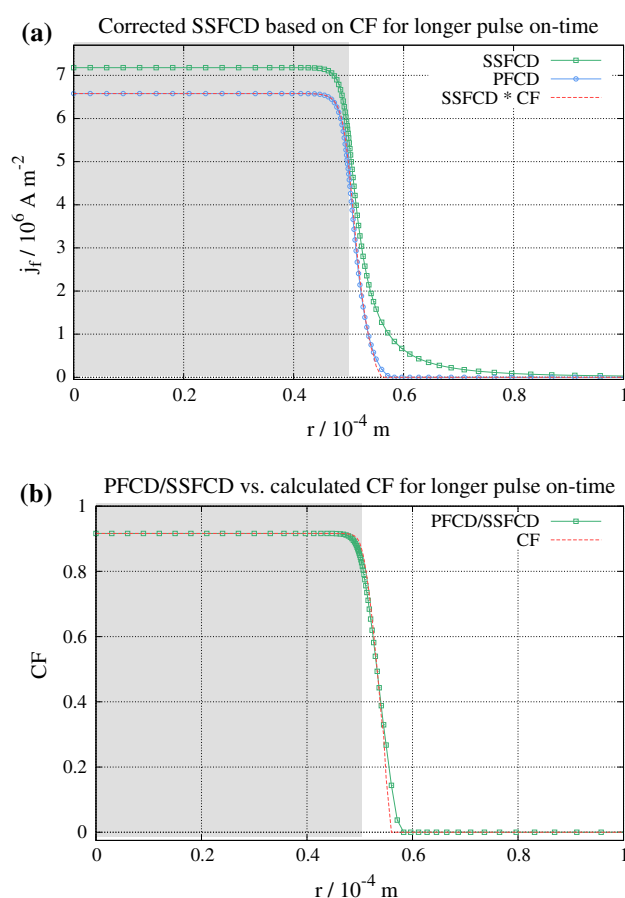 (a) Corrected SSFCD based on CF for longer pulse on-time
SSFCD
PFCD
SSFCD * CF
7
6
5
4
3
2
1
0
j_f / 10^6 A m^-2
0 0.2 0.4 0.6 0.8 1
r / 10^-4 m
(b) PFCD/SSFCD vs. calculated CF for longer pulse on-time
PFCD/SSFCD
CF
1
0.8
0.6
0.4
0.2
0
CF
0 0.2 0.4 0.6 0.8 1
r / 10^-4 m